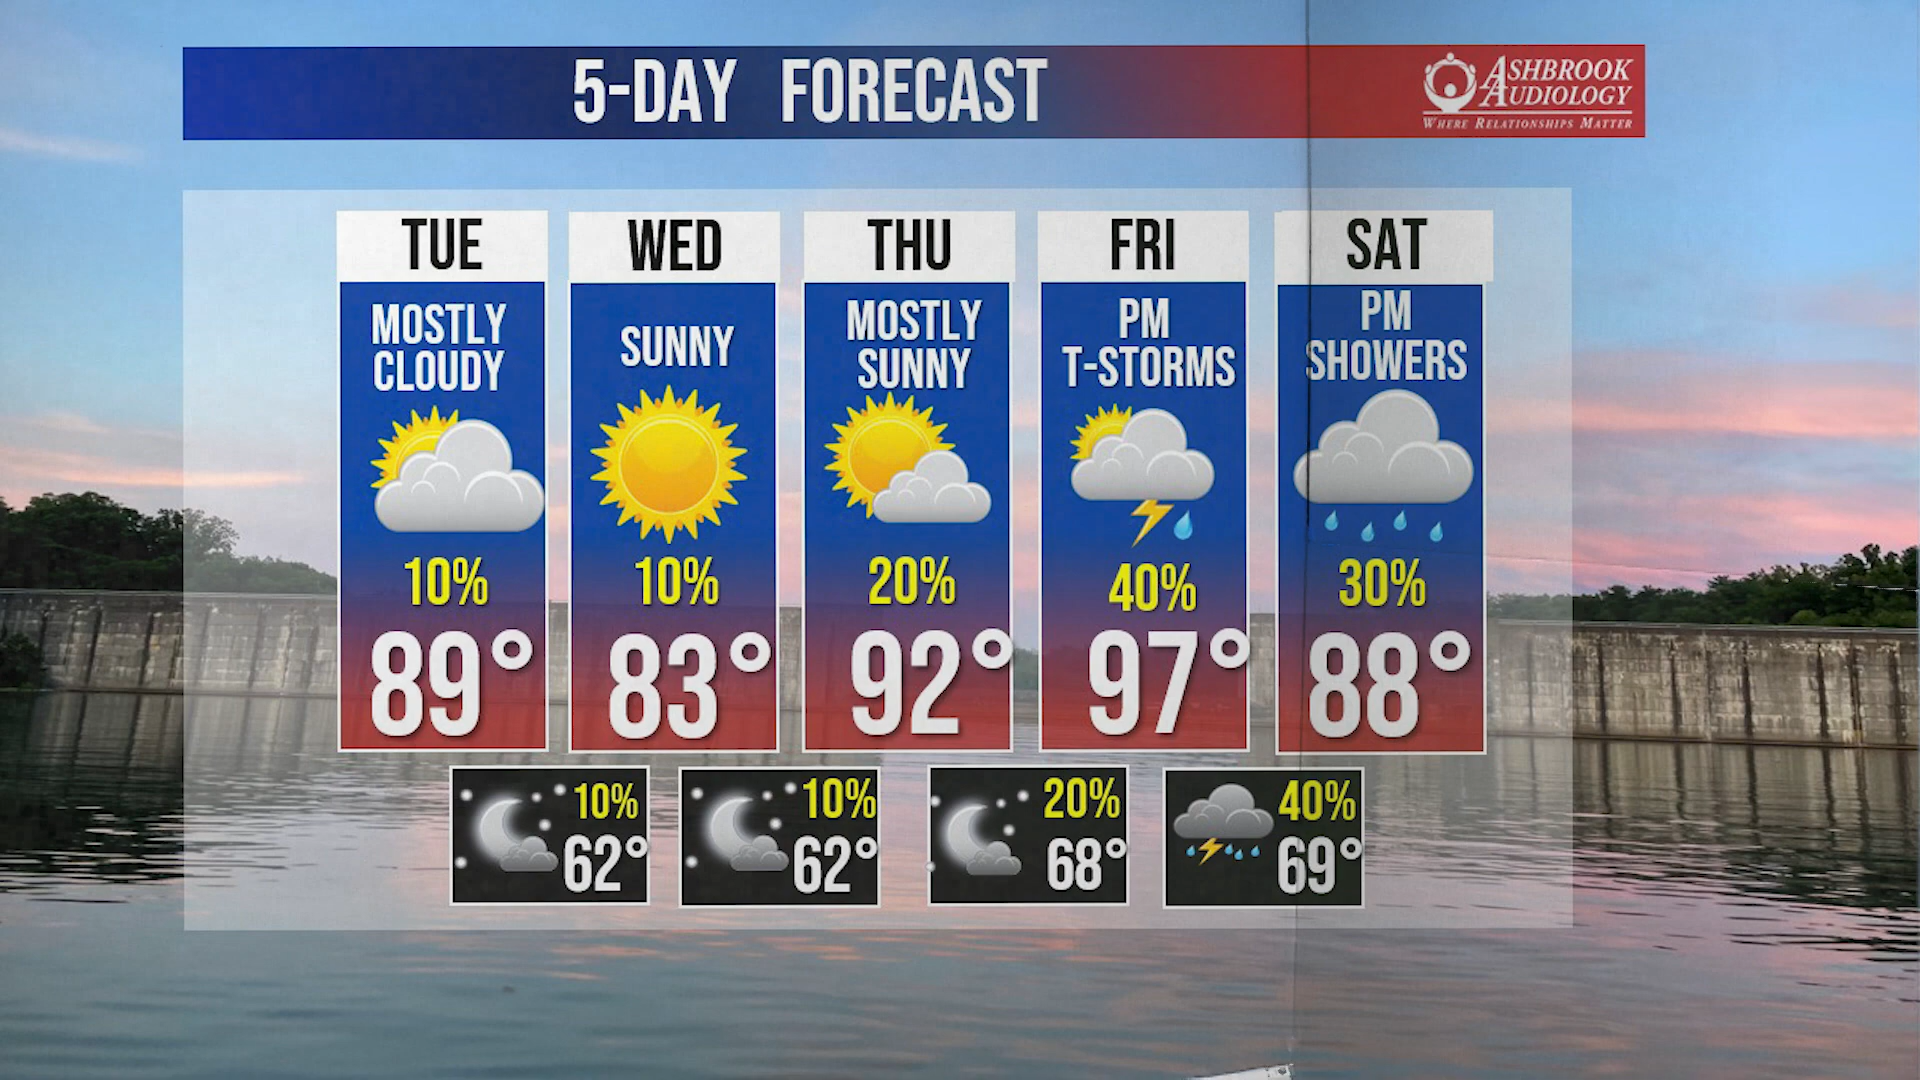 5-DAY FORECAST
ASHBROOK
AUDIOLOGY
WHERE RELATIONSHIPS MATTER
TUE
MOSTLY
CLOUDY
10%
89°
WED
SUNNY
10%
83°
THU
MOSTLY
SUNNY
20%
92°
FRI
PM
T-STORMS
40%
97°
SAT
PM
SHOWERS
30%
88°
10%
62°
10%
62°
20%
68°
40%
69°